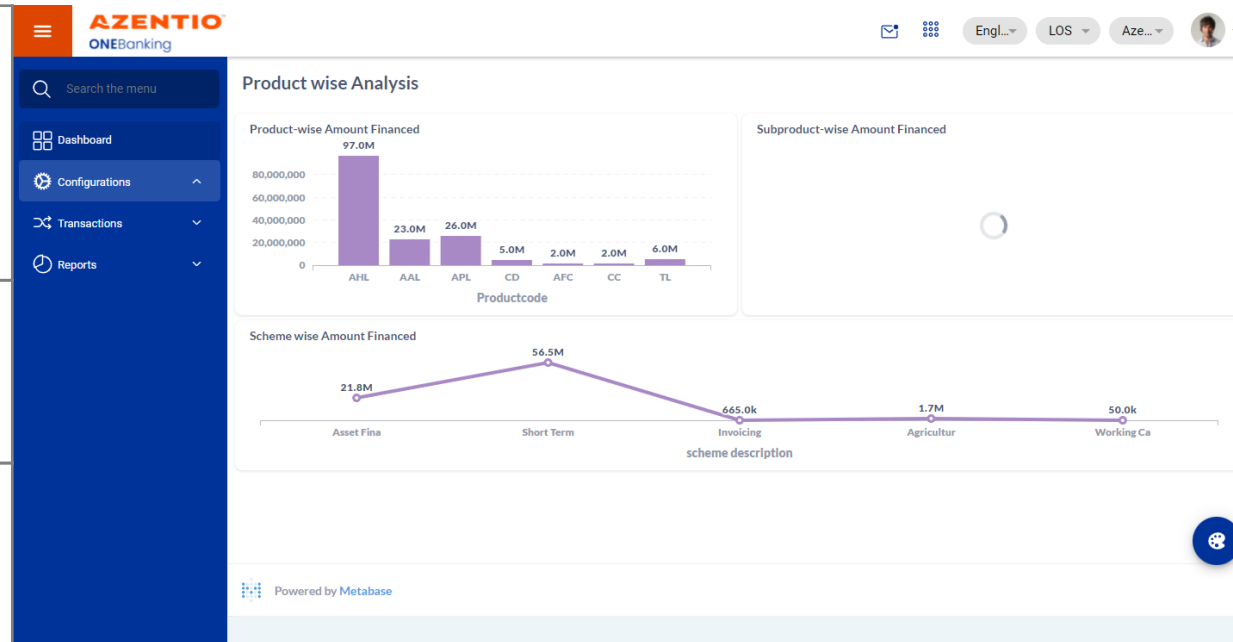 AZENTIO
ONEBanking
Engl...
LOS
Aze...
Search the menu
Dashboard
Configurations
Transactions
Reports
Product wise Analysis
Product-wise Amount Financed
97.0M
80,000,000
60,000,000
40,000,000
20,000,000
0
23.0M
26.0M
5.0M
2.0M
2.0M
6.0M
AHL AAL APL CD AFC CC TL
Productcode
Subproduct-wise Amount Financed
Scheme wise Amount Financed
56.5M
21.8M
665.0k
1.7M
50.0k
Asset Fina Short Term Invoicing Agricultur Working Ca
scheme description
Powered by Metabase